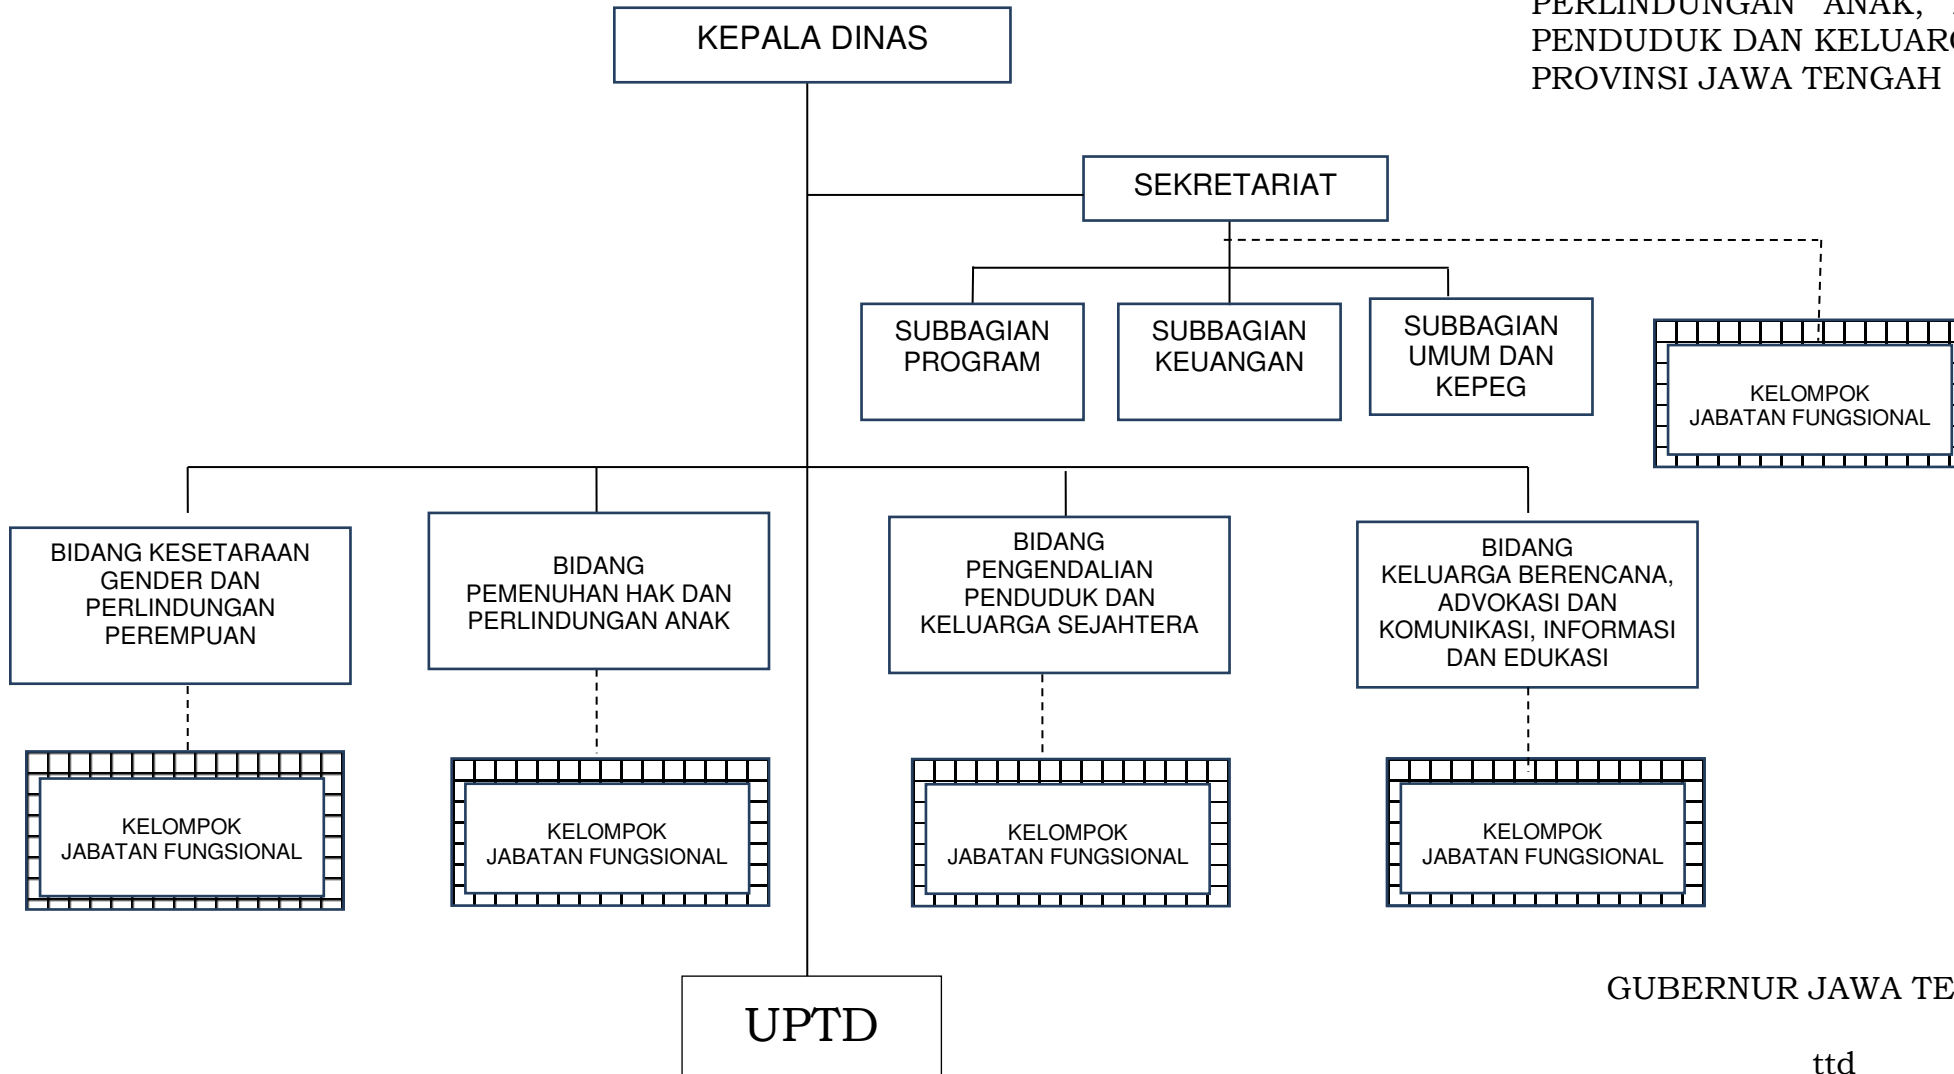 PERLINDUNGAN ANAK,
PENDUDUK DAN
PROVINSI JAWA TENGAH
KEPALA DINAS
SEKRETARIAT
SUBBAGIAN
PROGRAM
SUBBAGIAN
KEUANGAN
SUBBAGIAN
UMUM DAN
KEPEG
KELOMPOK
JABATAN FUNGSIONAL
BIDANG KESETARAAN
GENDER DAN
PERLINDUNGAN
PEREMPUAN
BIDANG
PEMENUHAN HAK DAN
PERLINDUNGAN ANAK
BIDANG
PENGENDALIAN
PENDUDUK DAN
KELUARGA SEJAHTERA
BIDANG
KELUARGA BERENCANA,
ADVOKASI DAN
KOMUNIKASI, INFORMASI
DAN EDUKASI
KELOMPOK
JABATAN FUNGSIONAL
KELOMPOK
JABATAN FUNGSIONAL
KELOMPOK
JABATAN FUNGSIONAL
KELOMPOK
JABATAN FUNGSIONAL
UPTD
GUBERNUR JAWA TE
ttd